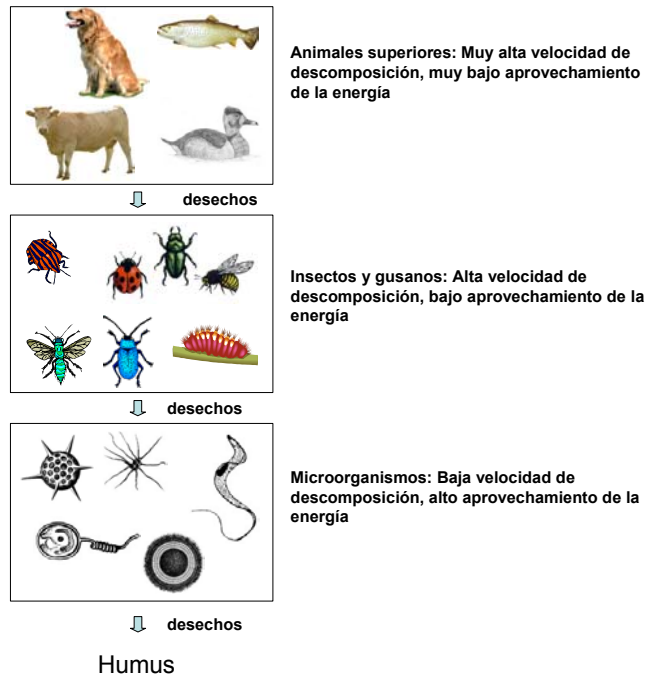 Animales superiores: Muy alta velocidad de
descomposición, muy bajo aprovechamiento
de la energía
desechos
Insectos y gusanos: Alta velocidad de
descomposición, bajo aprovechamiento de la
energía
desechos
Microorganismos: Baja velocidad de
descomposición, alto aprovechamiento de la
energía
desechos
Humus